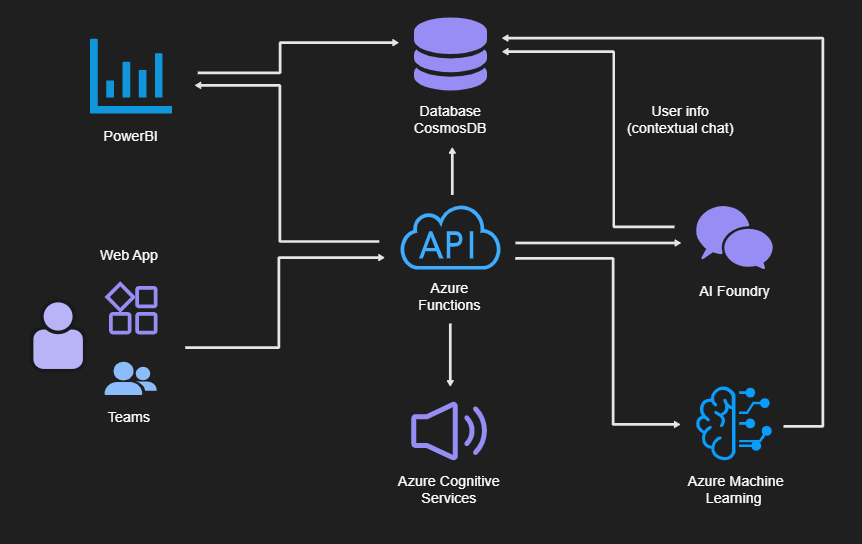 Database
CosmosDB
PowerBI
User info
(contextual chat)
Web App
API
Azure
Functions
AI Foundry
Teams
Azure Cognitive
Services
Azure Machine
Learning